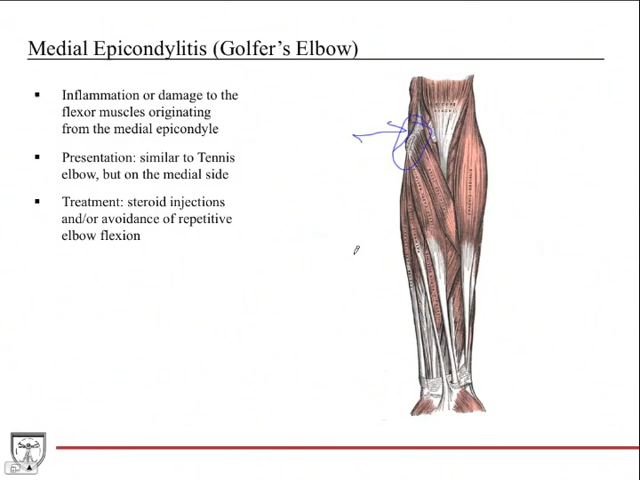 Medial Epicondylitis (Golfer's Elbow)
Inflammation or damage to the
flexor muscles originating
from the medial epicondyle
Presentation: similar to Tennis
elbow, but on the medial side
Treatment: steroid injections
and/or avoidance of repetitive
elbow flexion